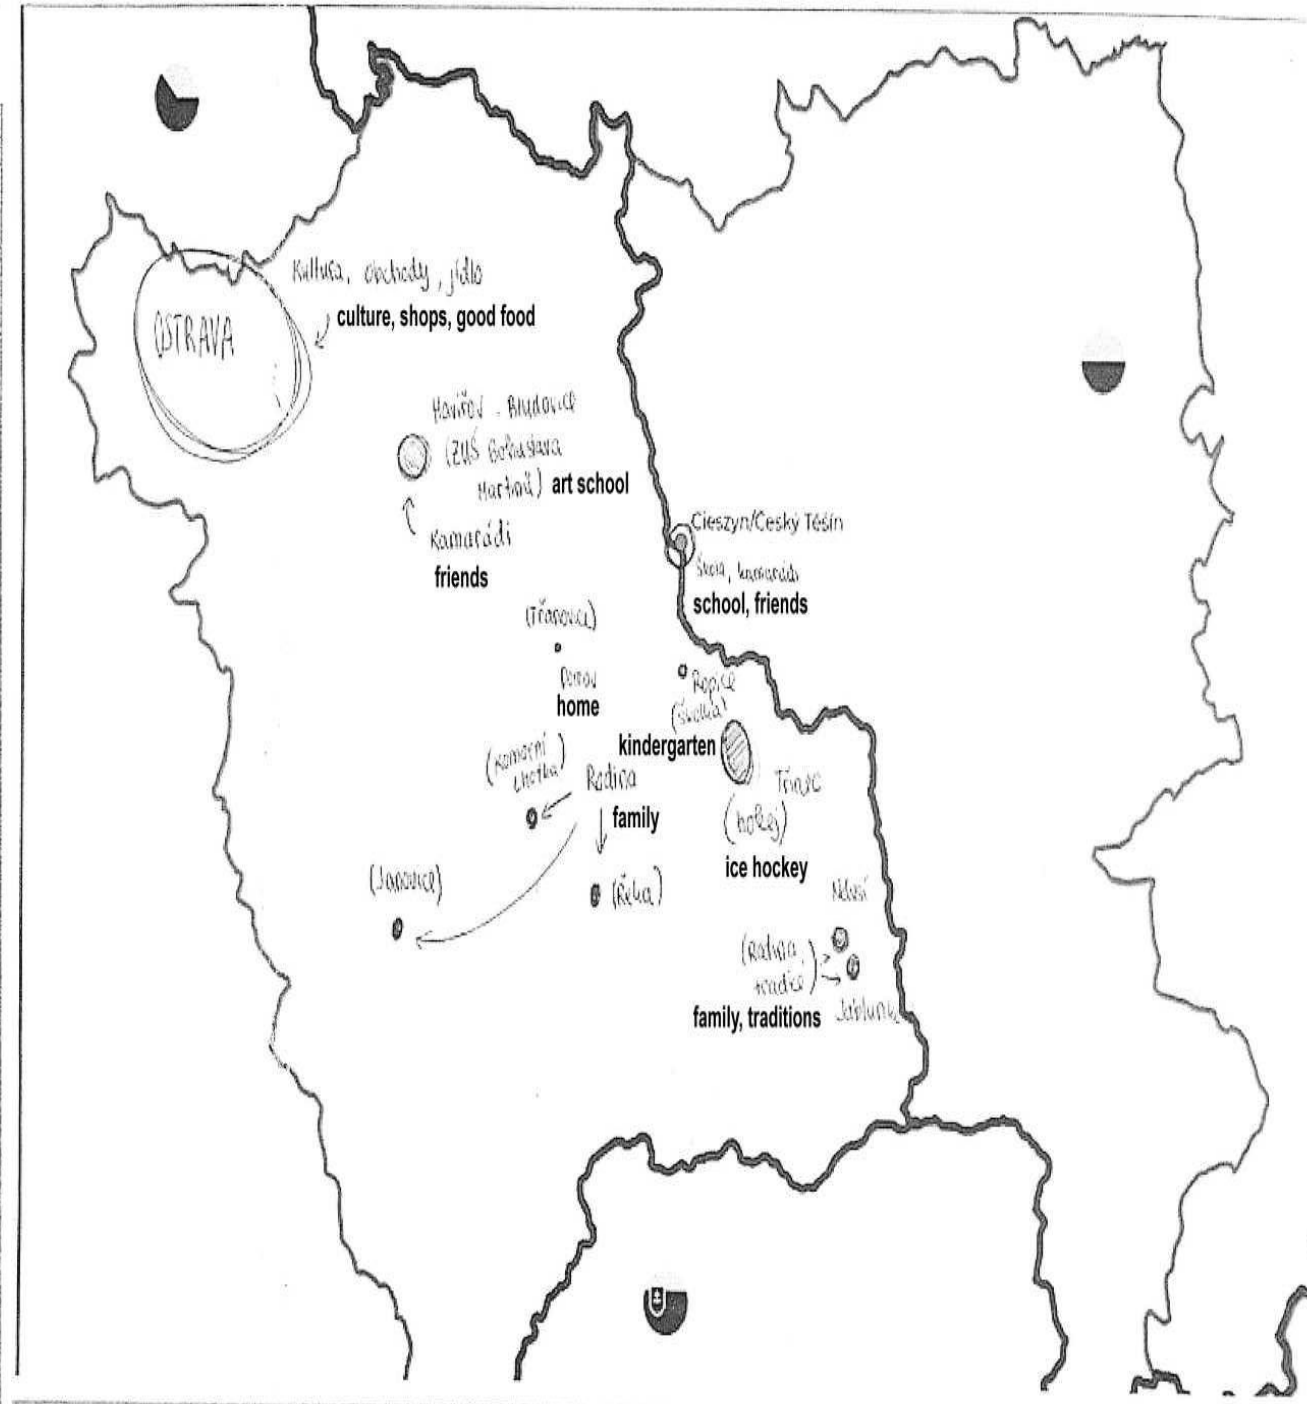 Kultura, obchody, jídlo
culture, shops, good food
OSTRAVA
Havířov - Bludovice
(ZUŠ Bohuslava
Martinů) art school
Kamarádi
friends
Cieszyn/Český Těšín
Škola, kamarádi
school, friends
(Třanovice)
Domov
home
Ropice
(školka)
kindergarten
(Komorní
Lhotka)
Rodina
family
Třinec
(hokej)
ice hockey
(Janovice)
(Řeka)
Návsí
(Rodina,
tradice)
family, traditions